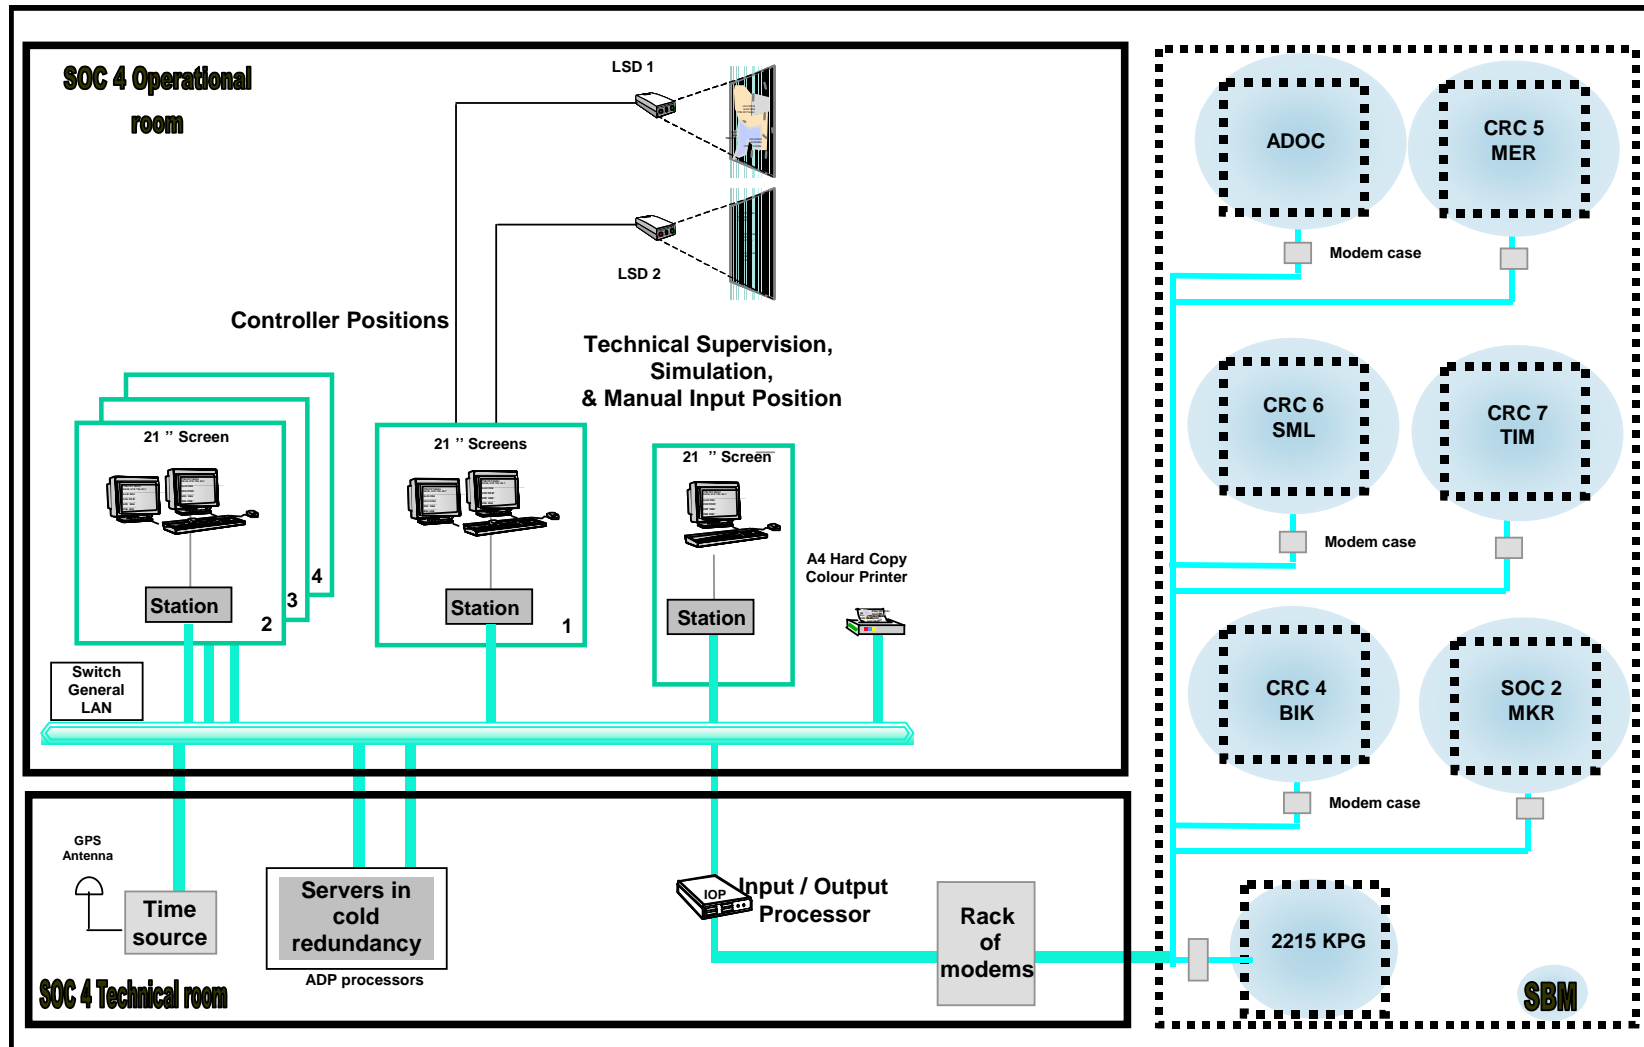 SOC 4 Operational
room
LSD 1
LSD 2
Controller Positions
Technical Supervision,
Simulation,
& Manual Input Position
21 ’’ Screen
Station
2
3
4
21 ’’ Screens
Station
1
21 ’’ Screen
Station
A4 Hard Copy
Colour Printer
Switch
General
LAN
GPS
Antenna
Time
source
Servers in
cold
redundancy
ADP processors
IOP
Input / Output
Processor
Rack
of
modems
SOC 4 Technical room
ADOC
CRC 5
MER
Modem case
CRC 6
SML
CRC 7
TIM
Modem case
CRC 4
BIK
SOC 2
MKR
Modem case
2215 KPG
SBM